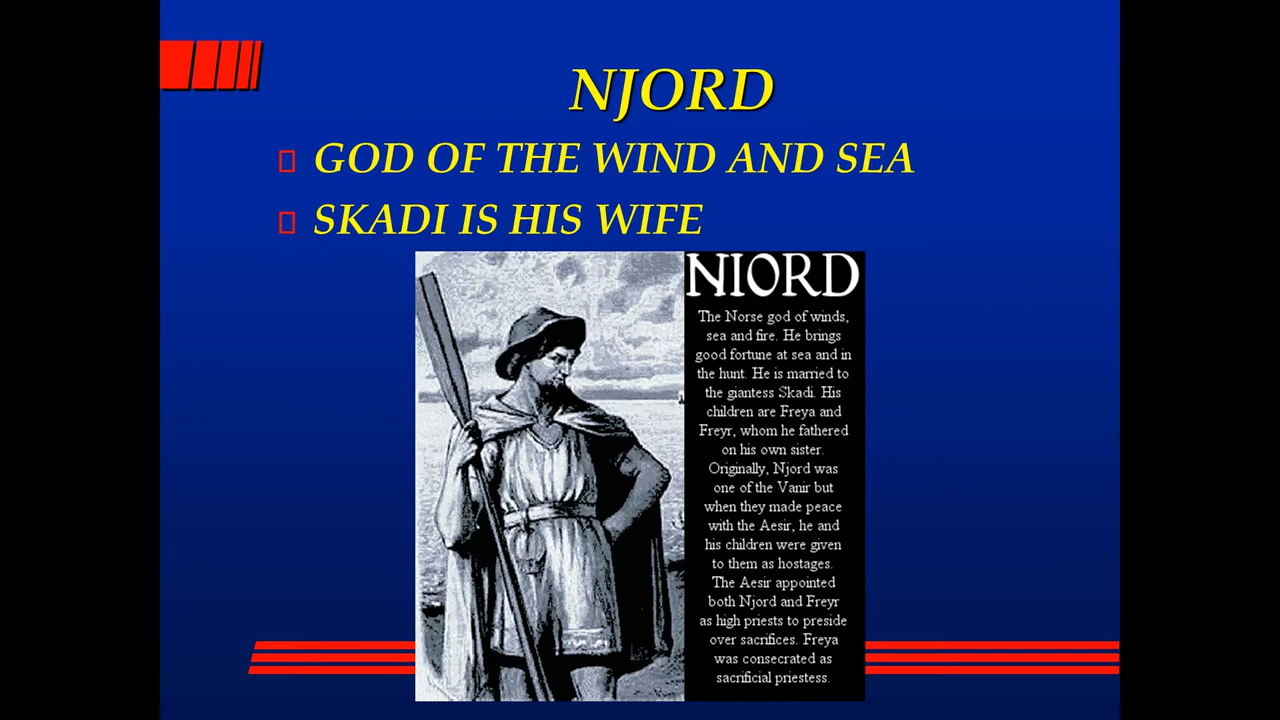 NJORD
GOD OF THE WIND AND SEA
SKADI IS HIS WIFE
NIORD
The Norse god of winds,
sea and fire. He brings
good fortune at sea and in
the hunt. He is married to
the giantess Skadi. His
children are Freya and
Freyr, whom he fathered
on his own sister.
Originally, Njord was
one of the Vanir but
when they made peace
with the Aesir, he and
his children were given
to them as hostages.
The Aesir appointed
both Njord and Freyr
as high priests to preside
over sacrifices. Freya
was consecrated as
sacrificial priestess.